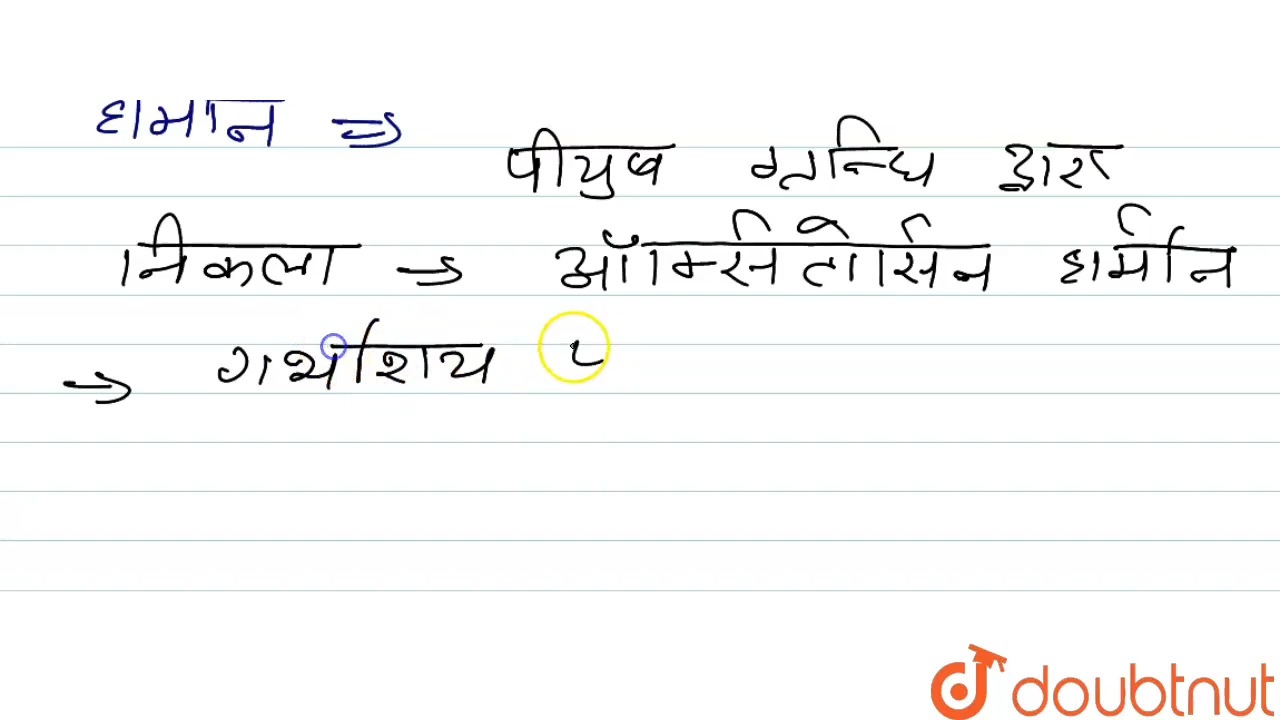 हार्मोन ⇒
पीयुष ग्रन्थि द्वारा
निकला → ऑक्सिटोसिन हार्मोन
→ गर्भाशय
doubtnut